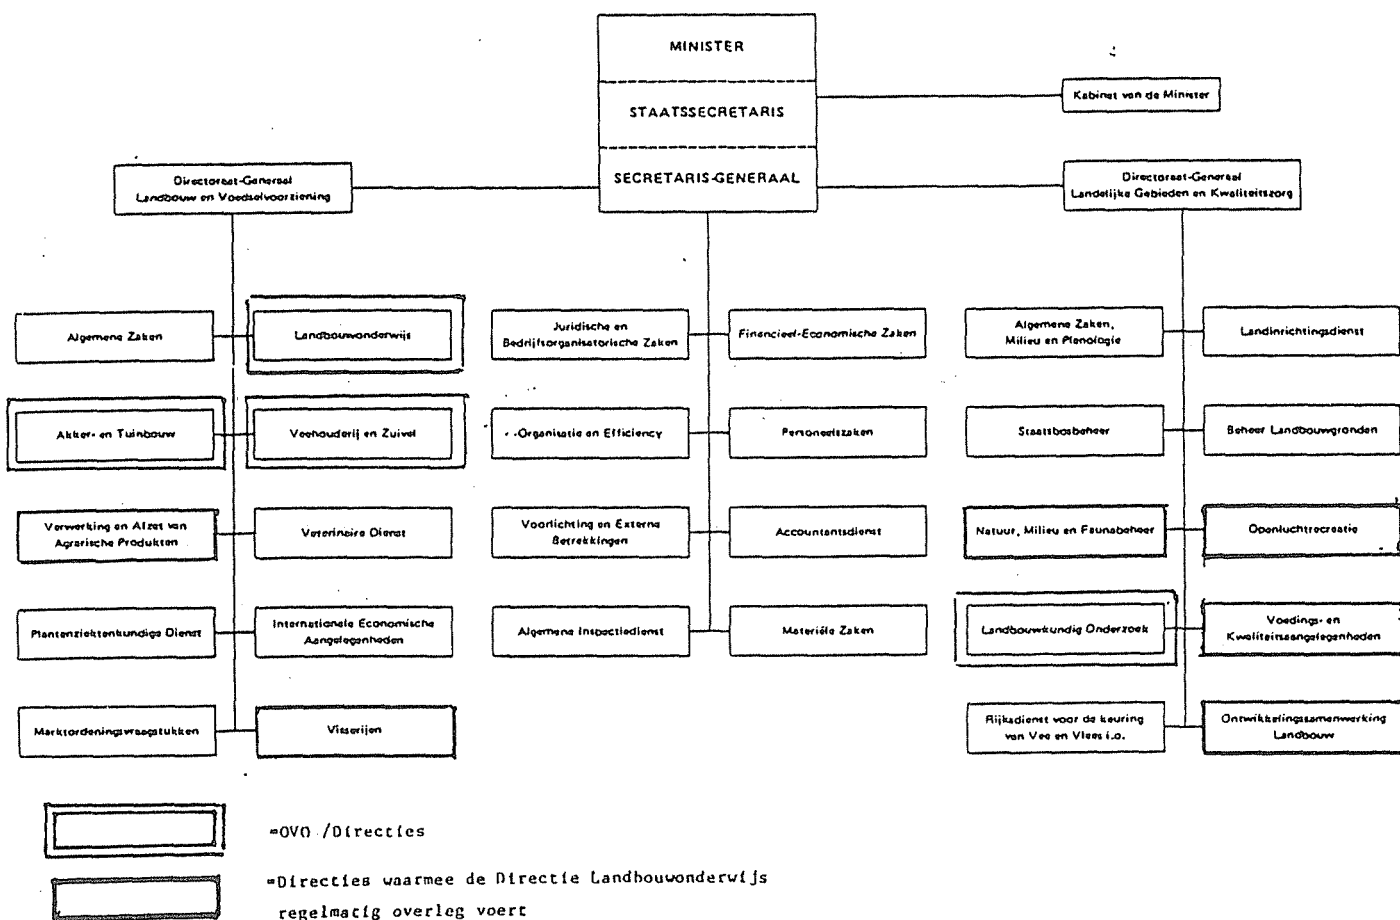 MINISTER
STAATSSECRETARIS
SECRETARIS-GENERAAL
Kabinet van de Minister
Directoraat-Generaal
Landbouw en Voedselvoorziening
Directoraat-Generaal
Landelijke Gebieden en Kwaliteitszorg
Algemene Zaken
Landbouwonderwijs
Akker- en Tuinbouw
Veehouderij en Zuivel
Verwerking en Afzet van
Agrarische Produkten
Veterinaire Dienst
Plantenziektenkundige Dienst
Internationale Economische
Aangelegenheden
Marktordeningsvraagstukken
Visserijen
Juridische en
Bedrijfsorganisatorische Zaken
Financieel-Economische Zaken
Organisatie en Efficiency
Personeelszaken
Voorlichting en Externe
Betrekkingen
Accountantsdienst
Algemene Inspectiedienst
Materiële Zaken
Algemene Zaken,
Milieu en Planologie
Landinrichtingsdienst
Staatsbosbeheer
Beheer Landbouwgronden
Natuur, Milieu en Faunabeheer
Openluchtrecreatie
Landbouwkundig Onderzoek
Voedings- en
Kwaliteitsaangelegenheden
Rijksdienst voor de keuring
van Vee en Vlees i.o.
Ontwikkelingssamenwerking
Landbouw
=OVO /Directies
=Directies waarmee de Directie Landbouwonderwijs
regelmatig overleg voert